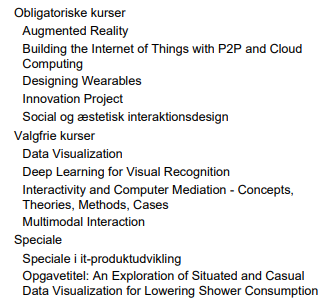 Obligatoriske kurser
Augmented Reality
Building the Internet of Things with P2P and Cloud
Computing
Designing Wearables
Innovation Project
Social og æstetisk interaktionsdesign
Valgfrie kurser
Data Visualization
Deep Learning for Visual Recognition
Interactivity and Computer Mediation - Concepts,
Theories, Methods, Cases
Multimodal Interaction
Speciale
Speciale i it-produktudvikling
Opgavetitel: An Exploration of Situated and Casual
Data Visualization for Lowering Shower Consumption